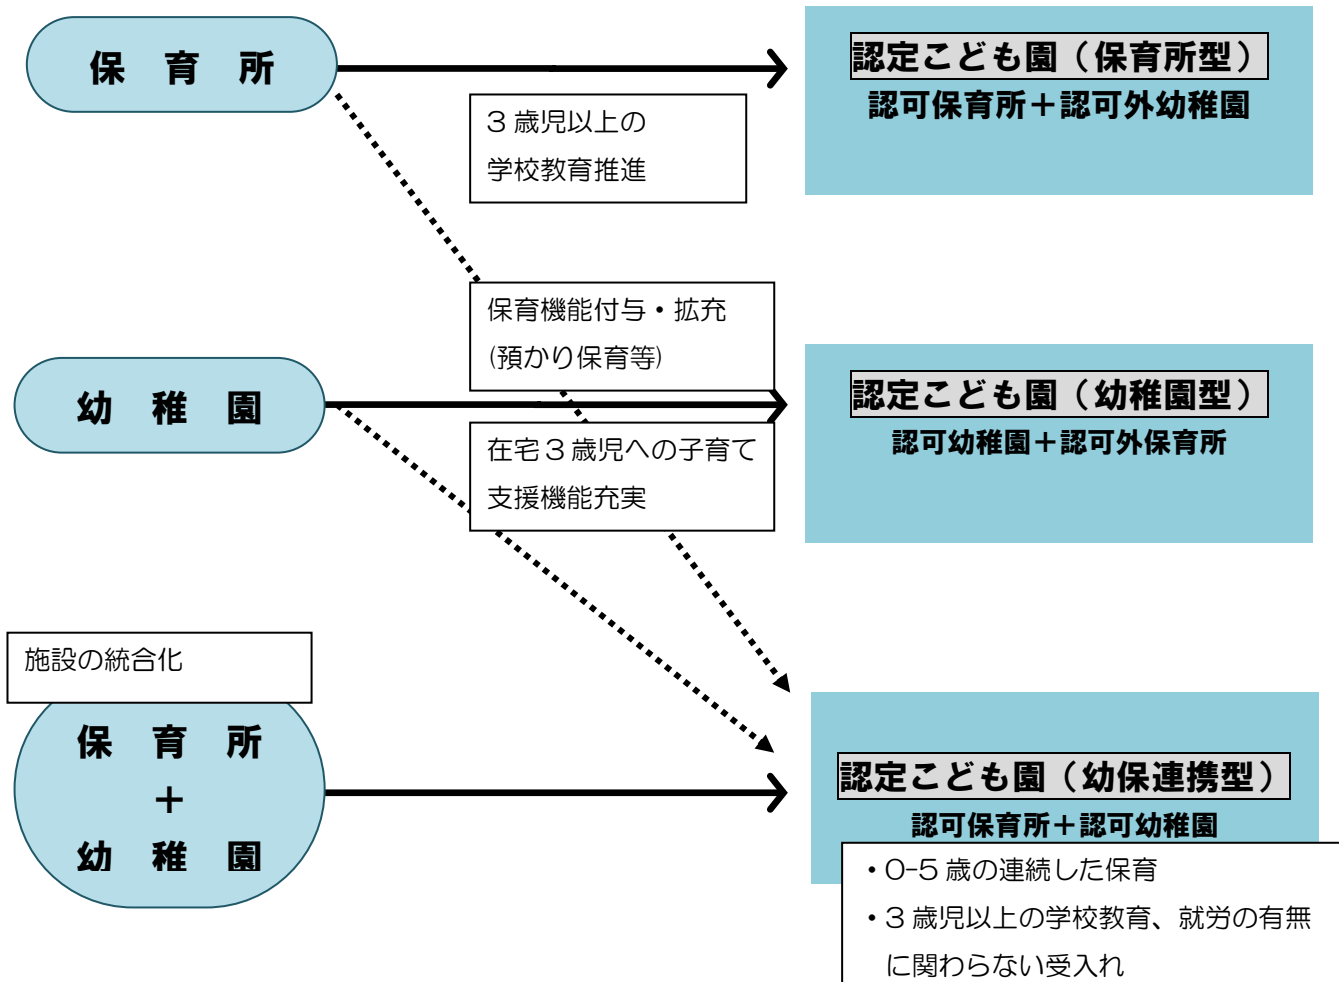 保　育　所
認定こども園（保育所型）
認可保育所＋認可外幼稚園
3 歳児以上の
学校教育推進
保育機能付与・拡充
(預かり保育等)
幼　稚　園
認定こども園（幼稚園型）
認可幼稚園＋認可外保育所
在宅 3 歳児への子育て
支援機能充実
施設の統合化
保　育　所
＋
幼　稚　園
認定こども園（幼保連携型）
認可保育所＋認可幼稚園
・0-5 歳の連続した保育
・3 歳児以上の学校教育、就労の有無
に関わらない受入れ